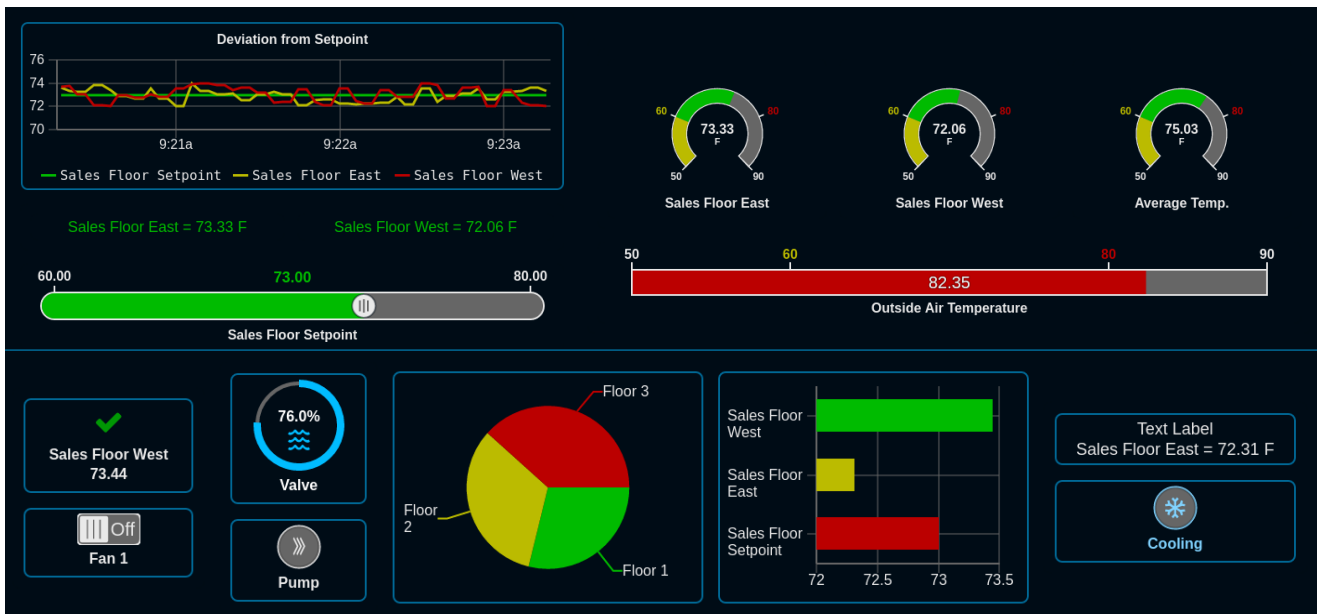 Deviation from Setpoint
76
74
72
70
9:21a 9:22a 9:23a
Sales Floor Setpoint Sales Floor East Sales Floor West
60 80
73.33
F
50 90
Sales Floor East
60 80
72.06
F
50 90
Sales Floor West
60 80
75.03
F
50 90
Average Temp.
Sales Floor East = 73.33 F
Sales Floor West = 72.06 F
60.00 73.00 80.00
Sales Floor Setpoint
50 60 80 90
82.35
Outside Air Temperature
Sales Floor West
73.44
Off
Fan 1
76.0%
Valve
Pump
Floor 3
Floor
2
Floor 1
Sales Floor
West
Sales Floor
East
Sales Floor
Setpoint
72 72.5 73 73.5
Text Label
Sales Floor East = 72.31 F
Cooling